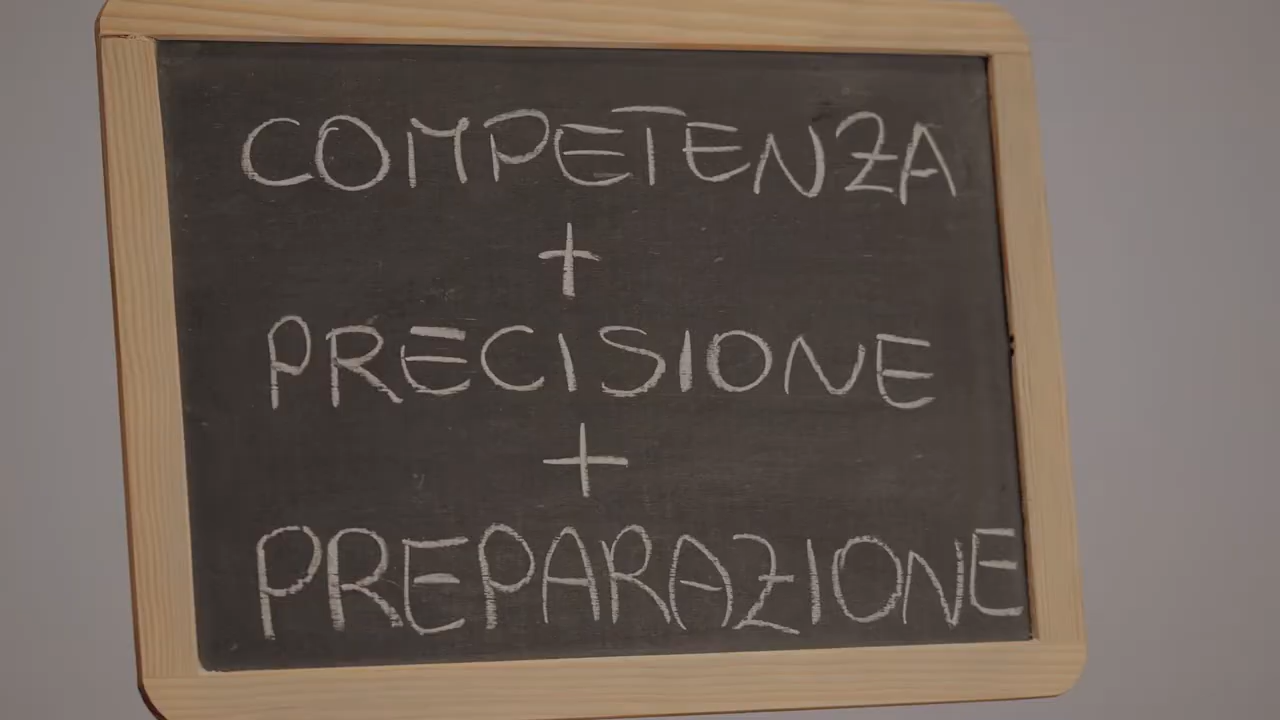 COMPETENZA
+
PRECISIONE
+
PREPARAZIONE